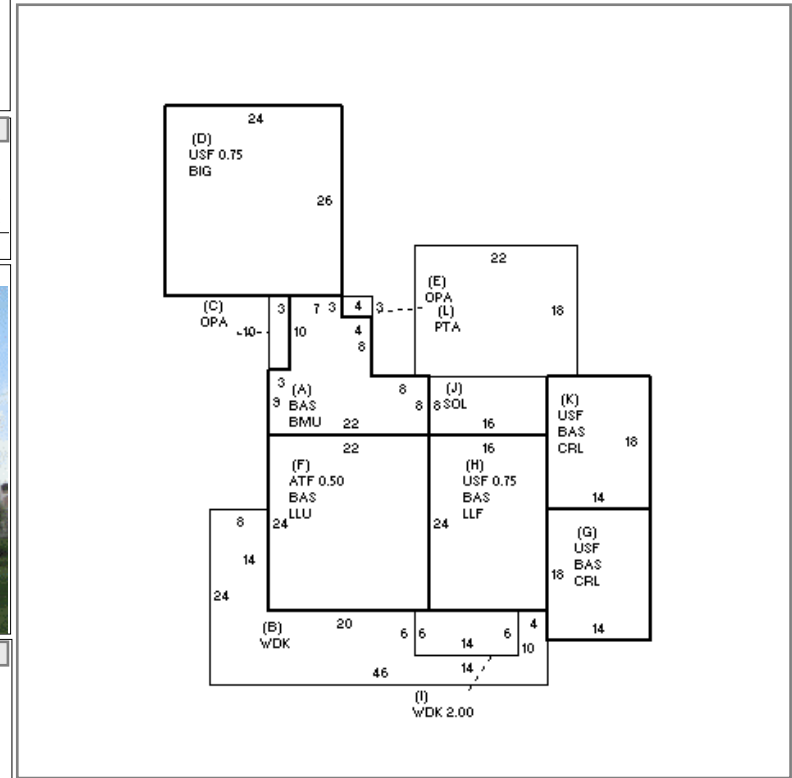 24
(D)
USF 0.75
BIG
26
22
(E)
OPA
(L)
PTA
18
(C)
OPA
3
7
3
4
3
10
10
4
8
3
9
(A)
BAS
BMU
22
8
8
8
(J)
SOL
16
(K)
USF
BAS
CRL
18
14
22
(F)
ATF 0.50
BAS
LLU
24
16
(H)
USF 0.75
BAS
LLF
24
(G)
USF
BAS
CRL
18
14
8
14
24
(B)
WDK
20
6
6
14
6
4
10
14
46
(I)
WDK 2.00